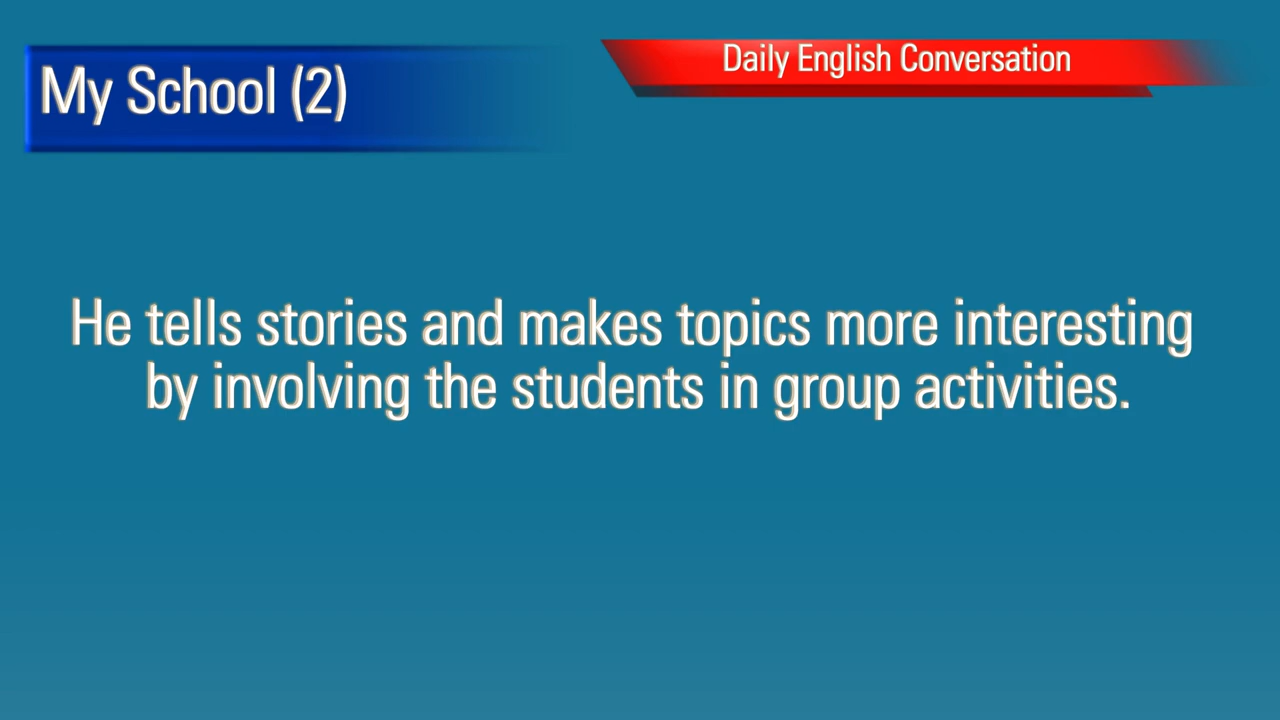 My School (2)
Daily English Conversation
He tells stories and makes topics more interesting
by involving the students in group activities.